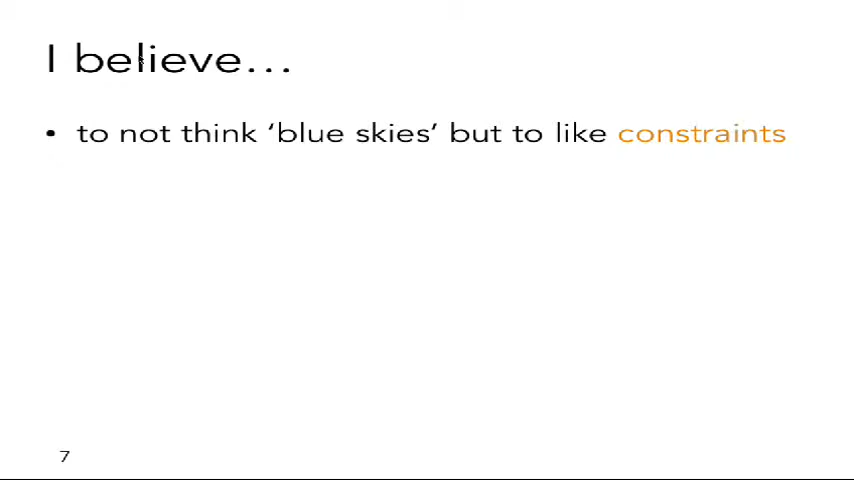 I believe...
• to not think ‘blue skies’ but to like constraints
7